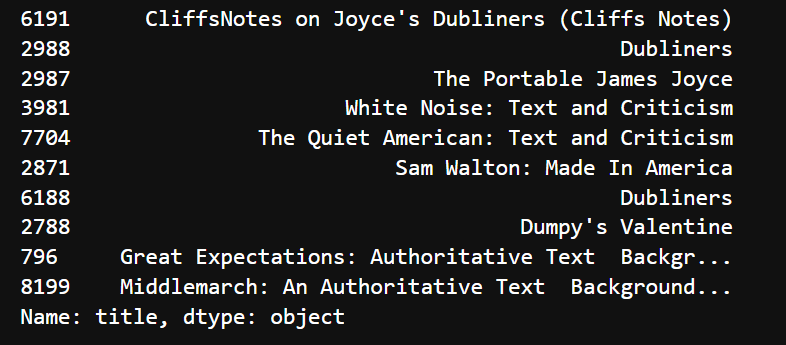 6191 CliffsNotes on Joyce's Dubliners (Cliffs Notes)
2988 Dubliners
2987 The Portable James Joyce
3981 White Noise: Text and Criticism
7704 The Quiet American: Text and Criticism
2871 Sam Walton: Made In America
6188 Dubliners
2788 Dumpy's Valentine
796 Great Expectations: Authoritative Text  Backgr...
8199 Middlemarch: An Authoritative Text  Background...
Name: title, dtype: object